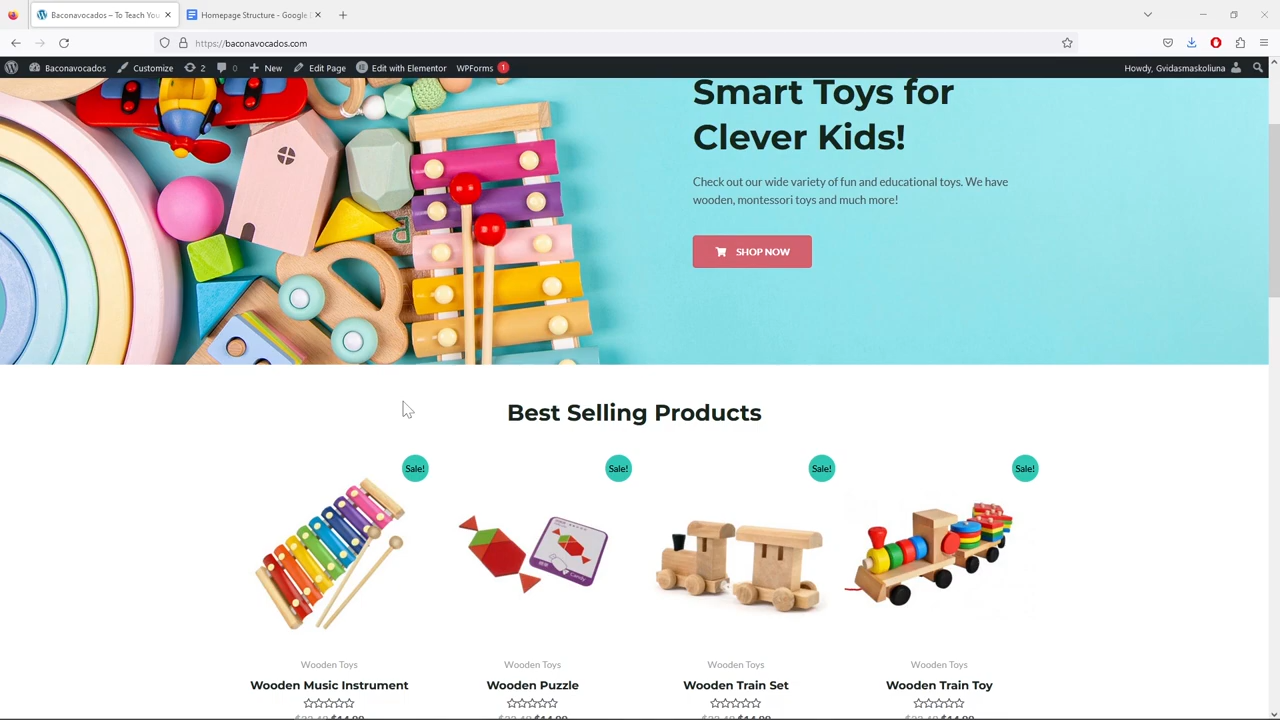 Baconavocados – To Teach You
Homepage Structure - Google
https://baconavocados.com
Baconavocados
Customize
2
0
New
Edit Page
Edit with Elementor
WPForms 1
Howdy, Gvidasmaskoliuna
Smart Toys for
Clever Kids!
Check out our wide variety of fun and educational toys. We have
wooden, montessori toys and much more!
SHOP NOW
Best Selling Products
Sale!
Sale!
Sale!
Sale!
Candy
Wooden Toys
Wooden Toys
Wooden Toys
Wooden Toys
Wooden Music Instrument
Wooden Puzzle
Wooden Train Set
Wooden Train Toy